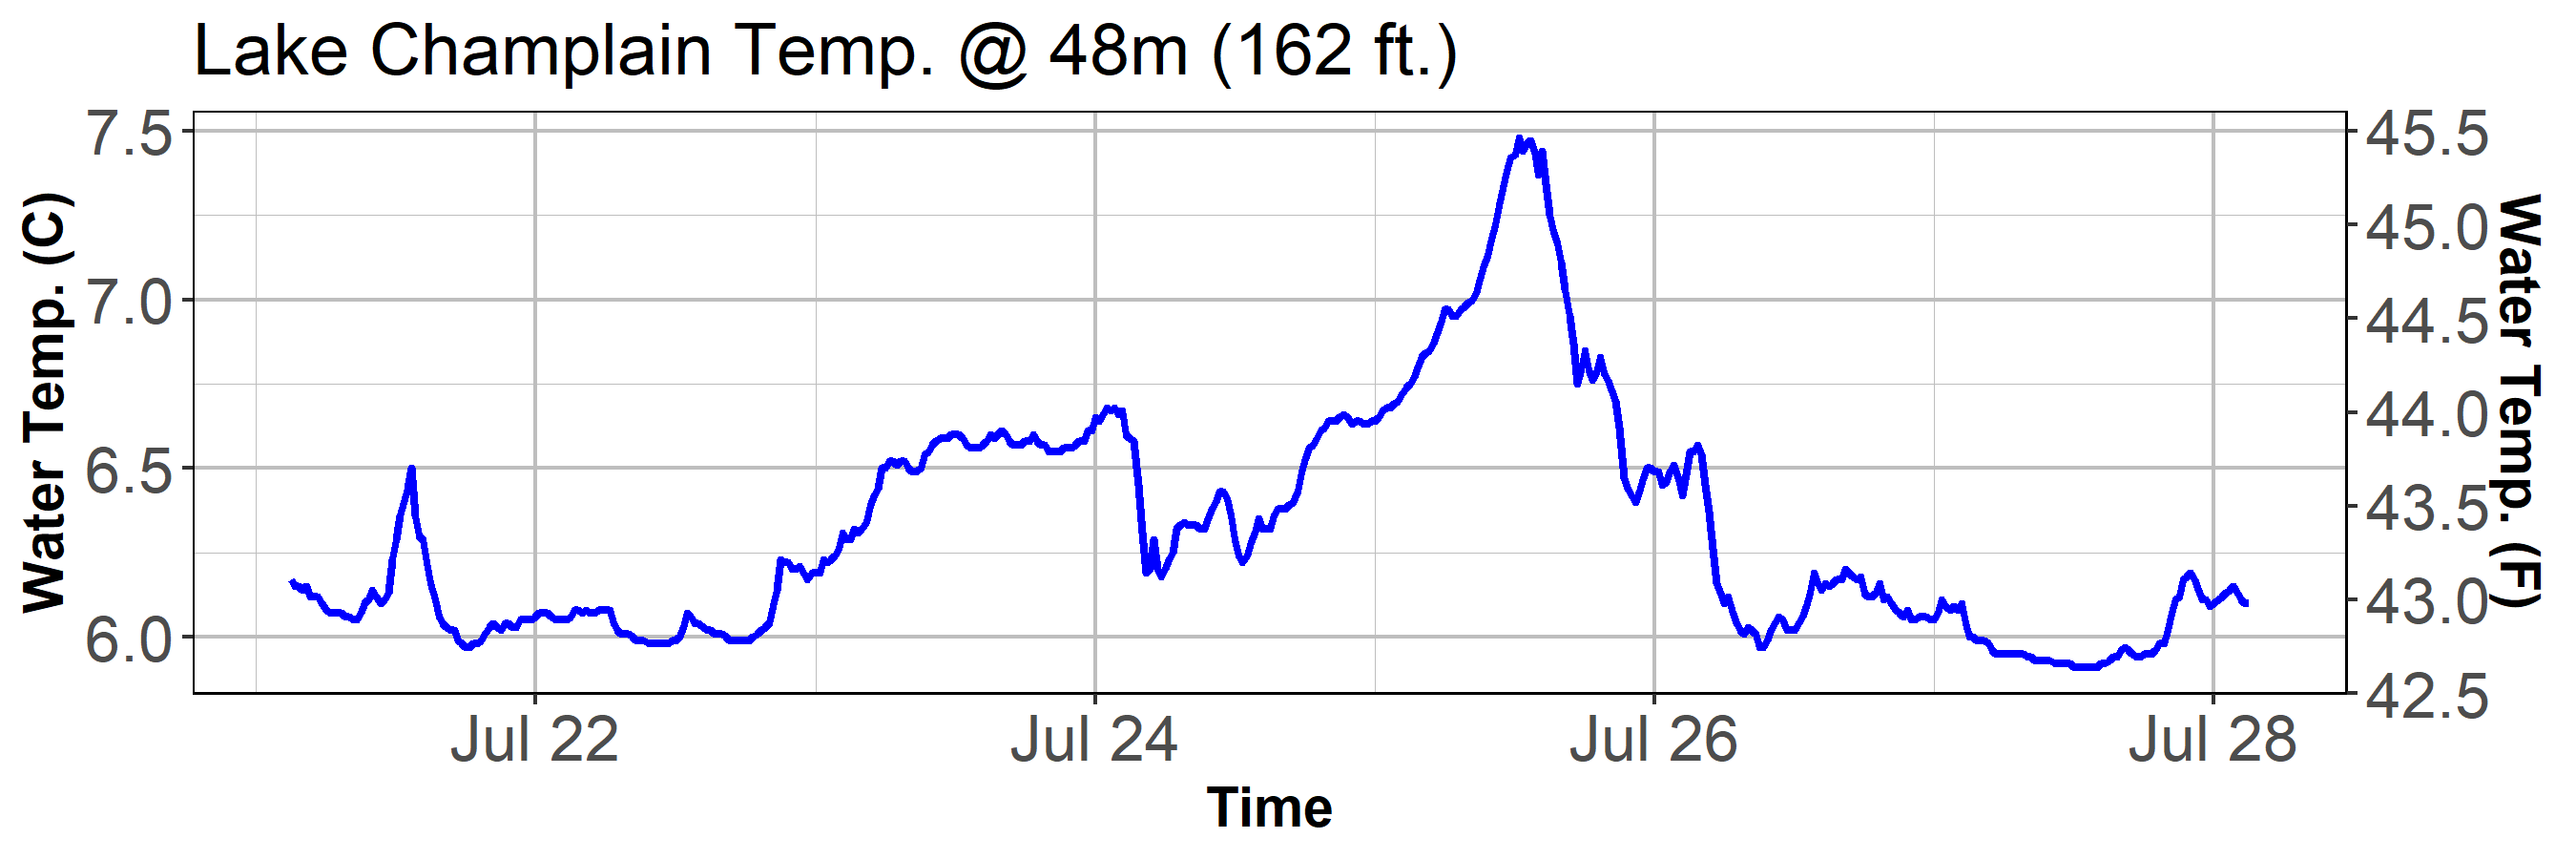 Lake Champlain Temp. @ 48m (162 ft.)
Water Temp. (C)
7.5
7.0
6.5
6.0
45.5
45.0
44.5
44.0
43.5
43.0
42.5
Water Temp. (F)
Jul 22 Jul 24 Jul 26 Jul 28
Time